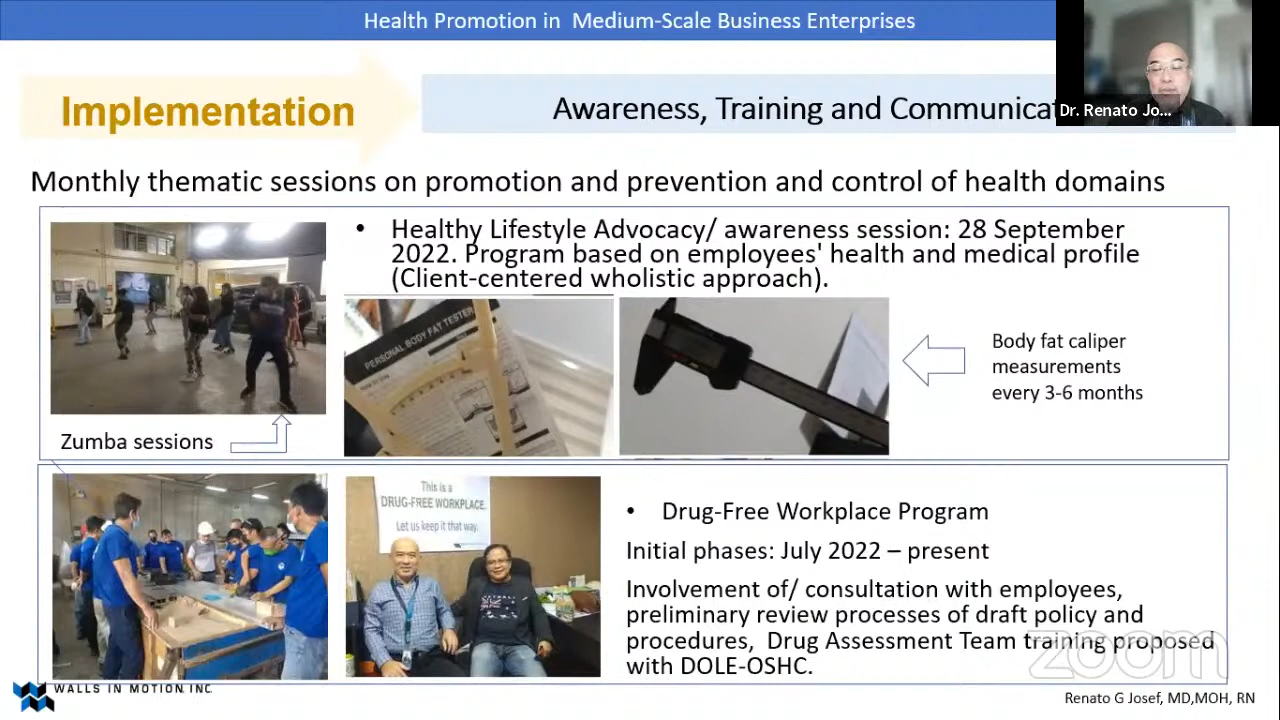 Health Promotion in Medium-Scale Business Enterprises
Dr. Renato Jo...
Implementation
Awareness, Training and Communica
Monthly thematic sessions on promotion and prevention and control of health domains
• Healthy Lifestyle Advocacy/ awareness session: 28 September
2022. Program based on employees' health and medical profile
(Client-centered wholistic approach).
PERSONAL BODY FAT TESTER
Body fat caliper
measurements
every 3-6 months
Zumba sessions
This is a
DRUG-FREE WORKPLACE.
Let us keep it that way.
• Drug-Free Workplace Program
Initial phases: July 2022 – present
Involvement of/ consultation with employees,
preliminary review processes of draft policy and
procedures, Drug Assessment Team training proposed
with DOLE-OSHC.
zoom
WALLS IN MOTION, INC.
Renato G Josef, MD,MOH, RN